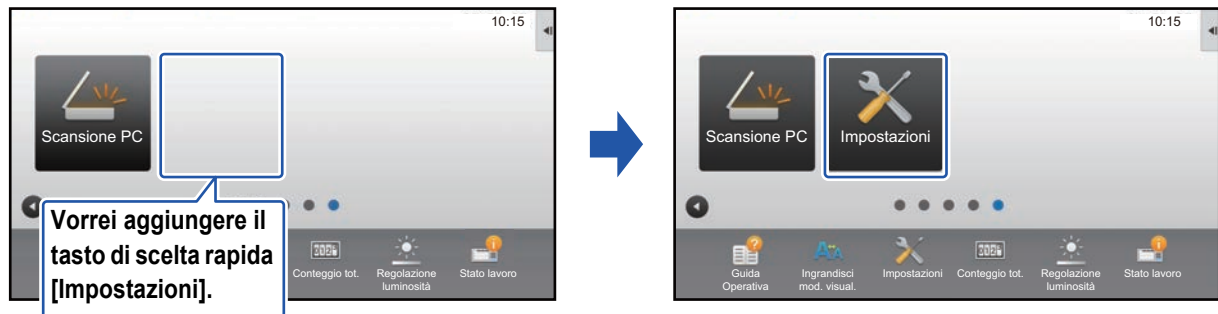 10:15
Scansione PC
Vorrei aggiungere il
tasto di scelta rapida
[Impostazioni].
Conteggio tot.
Regolazione
luminosità
Stato lavoro
10:15
Scansione PC
Impostazioni
Guida
Operativa
Ingrandisci
mod. visual.
Impostazioni
Conteggio tot.
Regolazione
luminosità
Stato lavoro